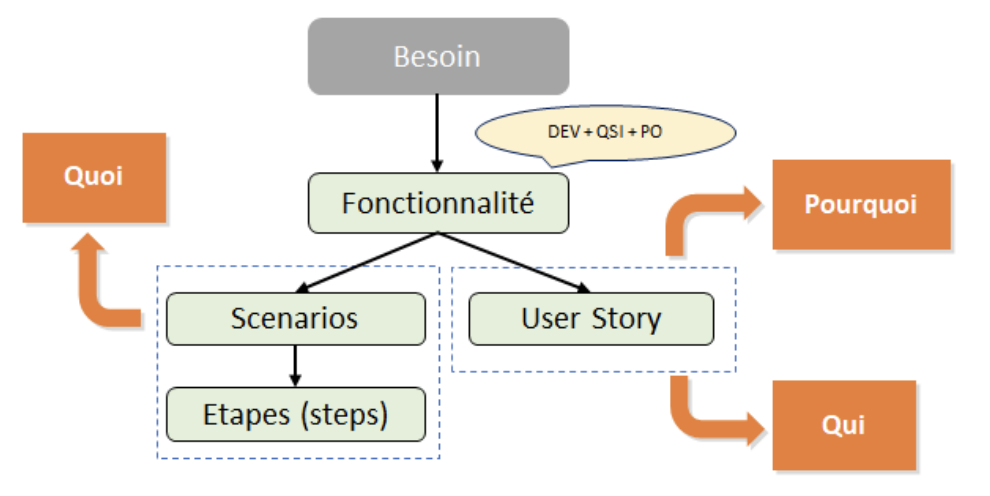 Besoin
DEV + QSI + PO
Quoi
Fonctionnalité
Pourquoi
Scenarios
User Story
Etapes (steps)
Qui